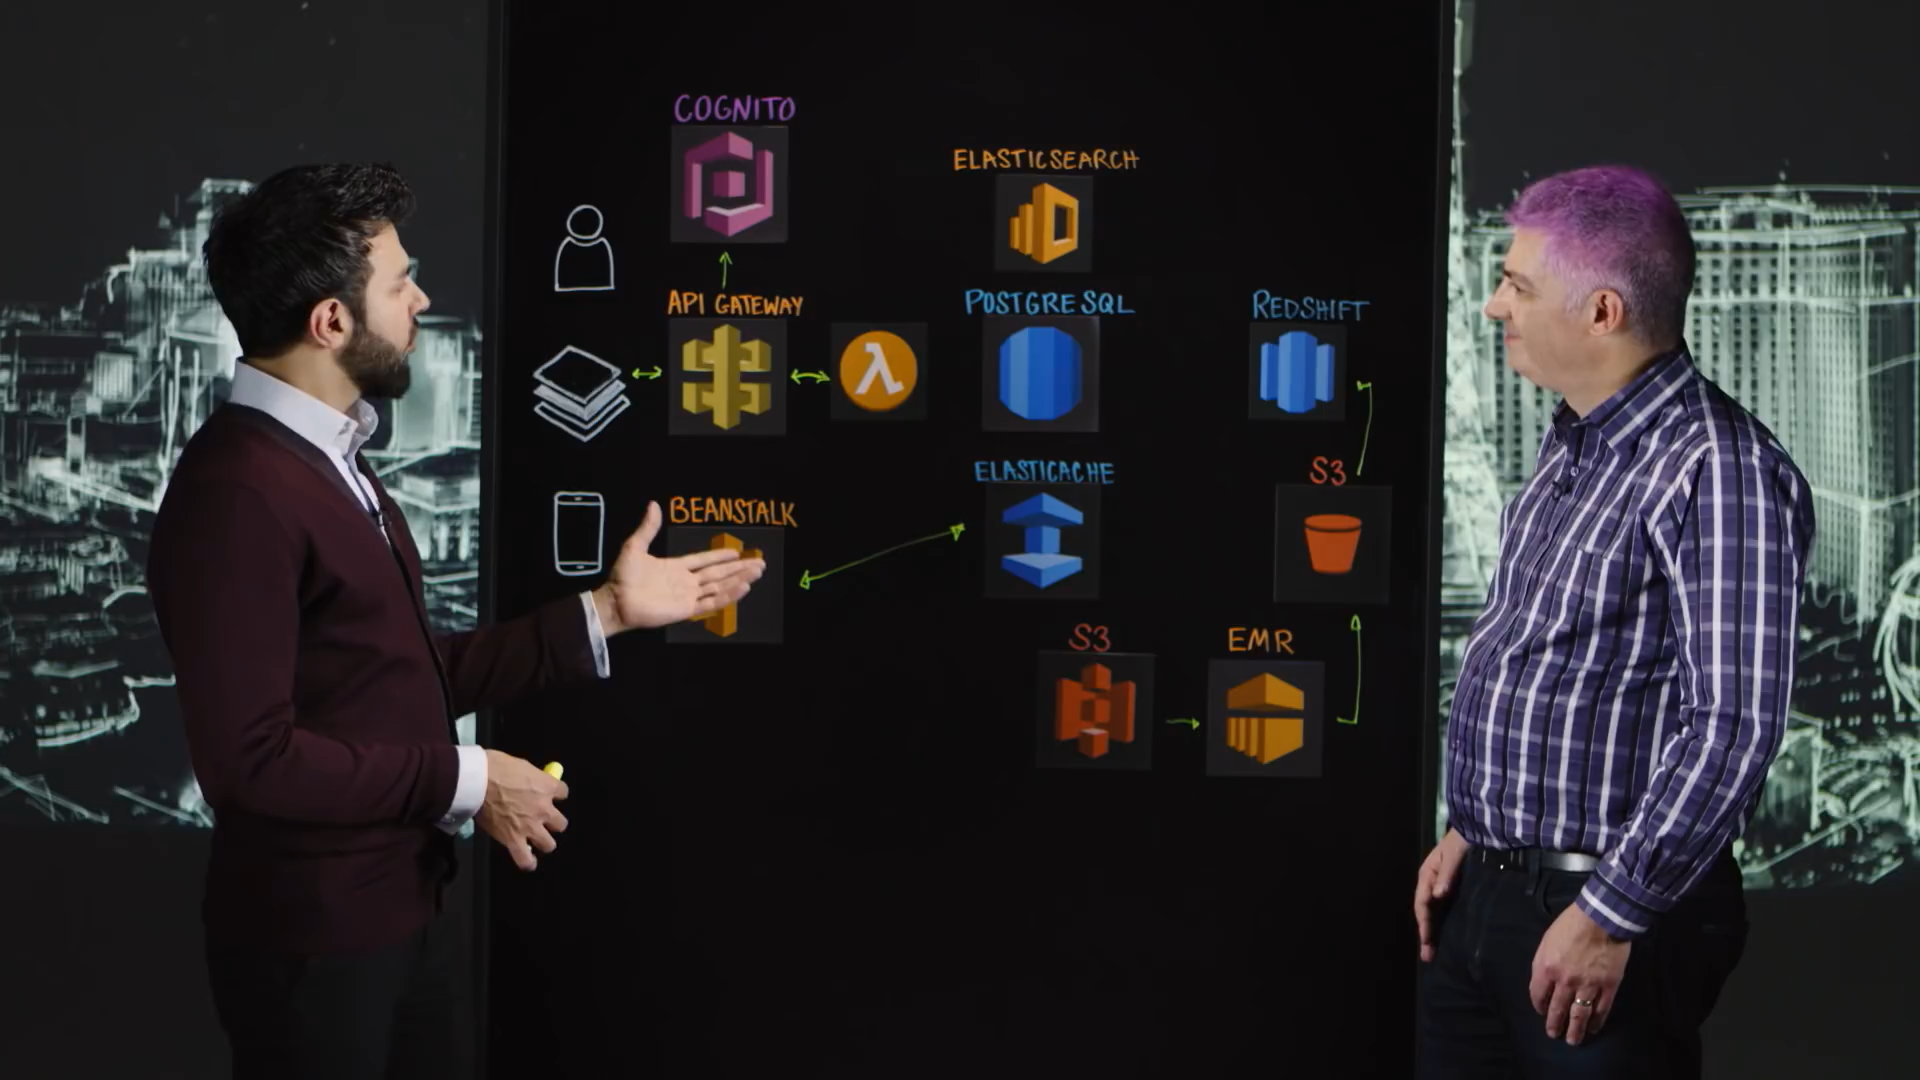 COGNITO
ELASTICSEARCH
API GATEWAY
POSTGRESQL
REDSHIFT
λ
ELASTICACHE
S3
BEANSTALK
S3
EMR